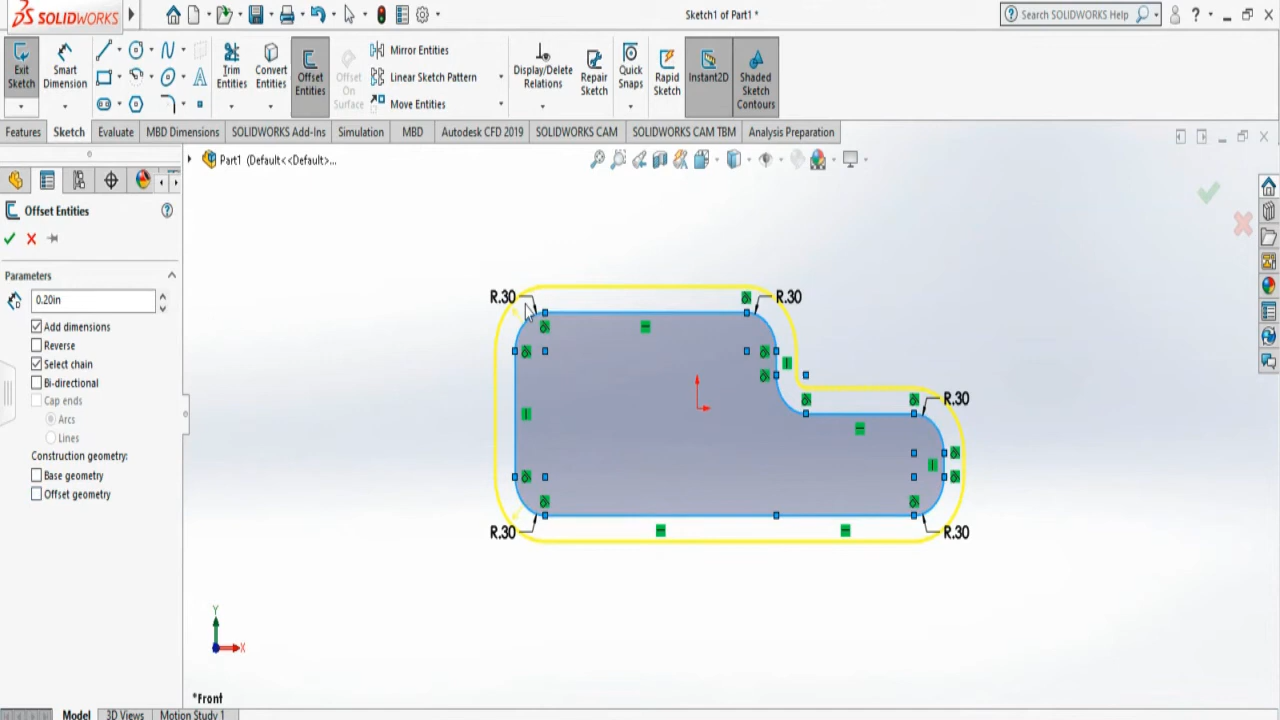 SOLIDWORKS
Sketch1 of Part1 *
Search SOLIDWORKS Help
Exit Sketch
Smart Dimension
Trim Entities
Convert Entities
Offset Entities
Offset On Surface
Mirror Entities
Linear Sketch Pattern
Move Entities
Display/Delete Relations
Repair Sketch
Quick Snaps
Rapid Sketch
Instant2D
Shaded Sketch Contours
Features
Sketch
Evaluate
MBD Dimensions
SOLIDWORKS Add-Ins
Simulation
MBD
Autodesk CFD 2019
SOLIDWORKS CAM
SOLIDWORKS CAM TBM
Analysis Preparation
Part1 (Default<<Default>...
Offset Entities
Parameters
0.20in
Add dimensions
Reverse
Select chain
Bi-directional
Cap ends
Arcs
Lines
Construction geometry:
Base geometry
Offset geometry
R.30
R.30
R.30
R.30
R.30
Y
X
*Front
Model
3D Views
Motion Study 1